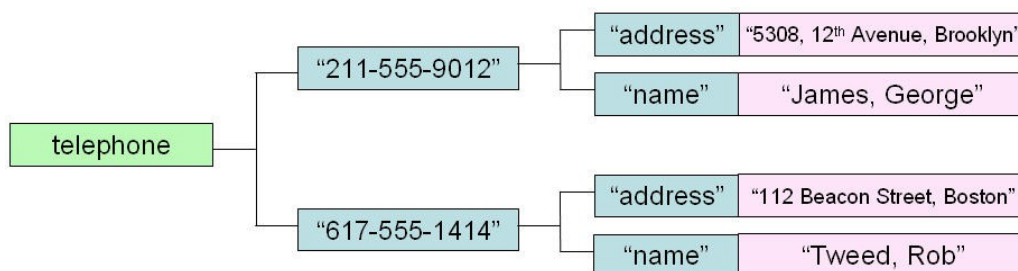 “address” “5308, 12th Avenue, Brooklyn”
“211-555-9012”
“name” “James, George”
telephone
“address” “112 Beacon Street, Boston”
“617-555-1414”
“name” “Tweed, Rob”